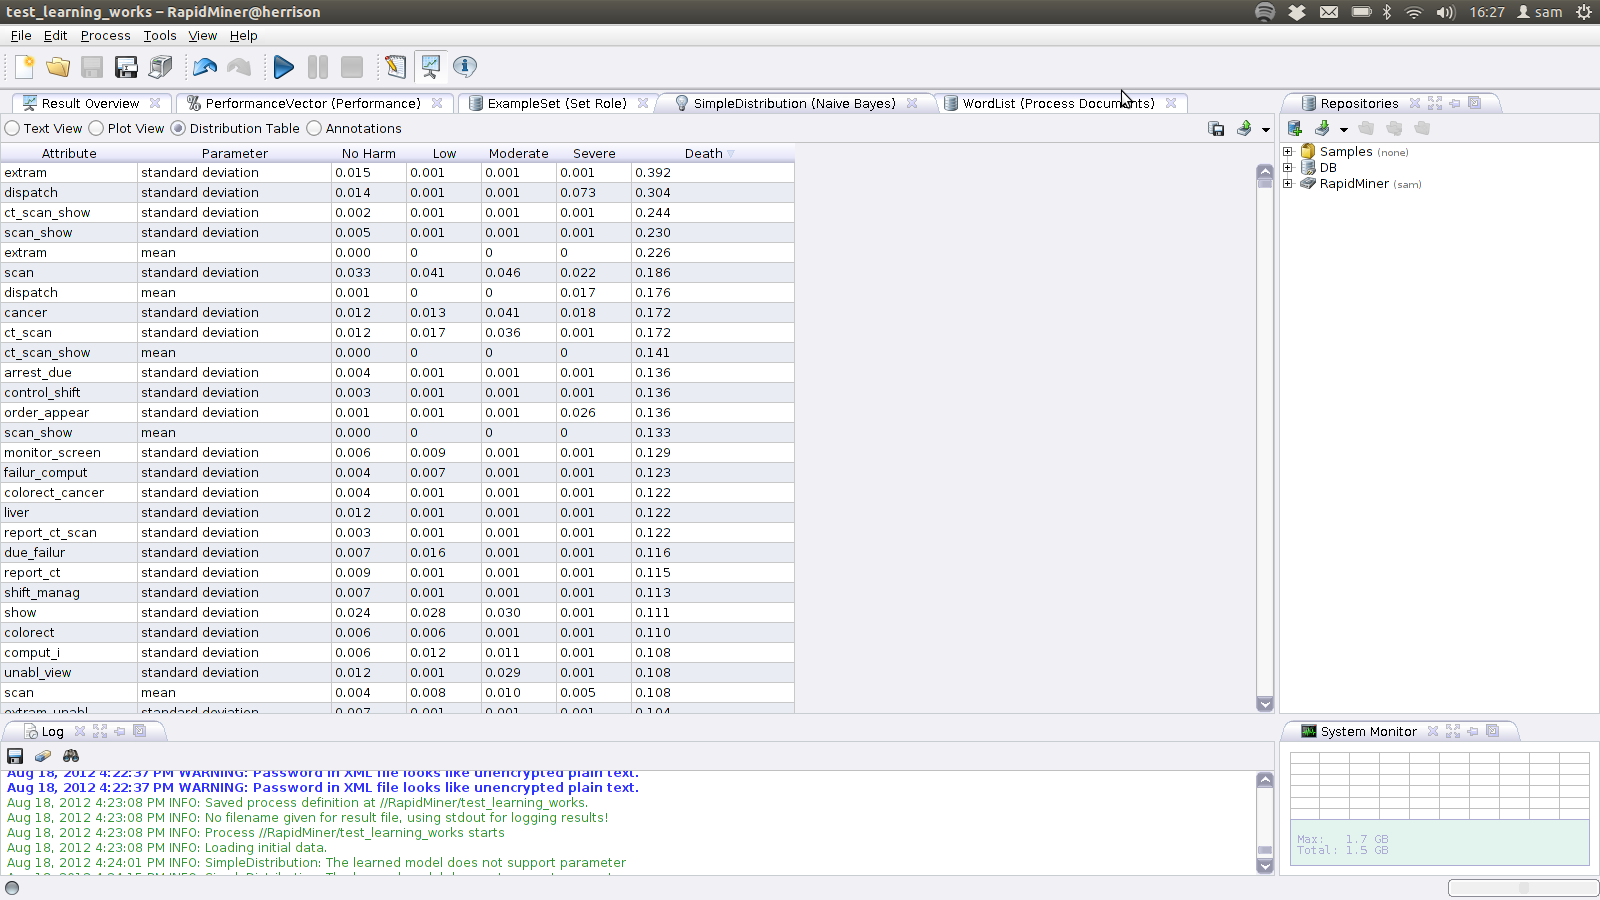 test_learning_works – RapidMiner@herrison
16:27 sam
File Edit Process Tools View Help
Result Overview PerformanceVector (Performance) ExampleSet (Set Role) SimpleDistribution (Naive Bayes) WordList (Process Documents) Repositories
Text View Plot View Distribution Table Annotations
Samples (none)
DB
RapidMiner (sam)
Attribute Parameter No Harm Low Moderate Severe Death
extram standard deviation 0.015 0.001 0.001 0.001 0.392
dispatch standard deviation 0.014 0.001 0.001 0.073 0.304
ct_scan_show standard deviation 0.002 0.001 0.001 0.001 0.244
scan_show standard deviation 0.005 0.001 0.001 0.001 0.230
extram mean 0.000 0 0 0 0.226
scan standard deviation 0.033 0.041 0.046 0.022 0.186
dispatch mean 0.001 0 0 0.017 0.176
cancer standard deviation 0.012 0.013 0.041 0.018 0.172
ct_scan standard deviation 0.012 0.017 0.036 0.001 0.172
ct_scan_show mean 0.000 0 0 0 0.141
arrest_due standard deviation 0.004 0.001 0.001 0.001 0.136
control_shift standard deviation 0.003 0.001 0.001 0.001 0.136
order_appear standard deviation 0.001 0.001 0.001 0.026 0.136
scan_show mean 0.000 0 0 0 0.133
monitor_screen standard deviation 0.006 0.009 0.001 0.001 0.129
failur_comput standard deviation 0.004 0.007 0.001 0.001 0.123
colorect_cancer standard deviation 0.004 0.001 0.001 0.001 0.122
liver standard deviation 0.012 0.001 0.001 0.001 0.122
report_ct_scan standard deviation 0.003 0.001 0.001 0.001 0.122
due_failur standard deviation 0.007 0.016 0.001 0.001 0.116
report_ct standard deviation 0.009 0.001 0.001 0.001 0.115
shift_manag standard deviation 0.007 0.001 0.001 0.001 0.113
show standard deviation 0.024 0.028 0.030 0.001 0.111
colorect standard deviation 0.006 0.006 0.001 0.001 0.110
comput_i standard deviation 0.006 0.012 0.011 0.001 0.108
unabl_view standard deviation 0.012 0.001 0.029 0.001 0.108
scan mean 0.004 0.008 0.010 0.005 0.108
extram_unabl standard deviation 0.007 0.001 0.001 0.001 0.104
Log
Aug 18, 2012 4:22:37 PM WARNING: Password in XML file looks like unencrypted plain text.
Aug 18, 2012 4:22:37 PM WARNING: Password in XML file looks like unencrypted plain text.
Aug 18, 2012 4:23:08 PM INFO: Saved process definition at //RapidMiner/test_learning_works.
Aug 18, 2012 4:23:08 PM INFO: No filename given for result file, using stdout for logging results!
Aug 18, 2012 4:23:08 PM INFO: Process //RapidMiner/test_learning_works starts
Aug 18, 2012 4:23:08 PM INFO: Loading initial data.
Aug 18, 2012 4:24:01 PM INFO: SimpleDistribution: The learned model does not support parameter
System Monitor
Max: 1.7 GB
Total: 1.5 GB